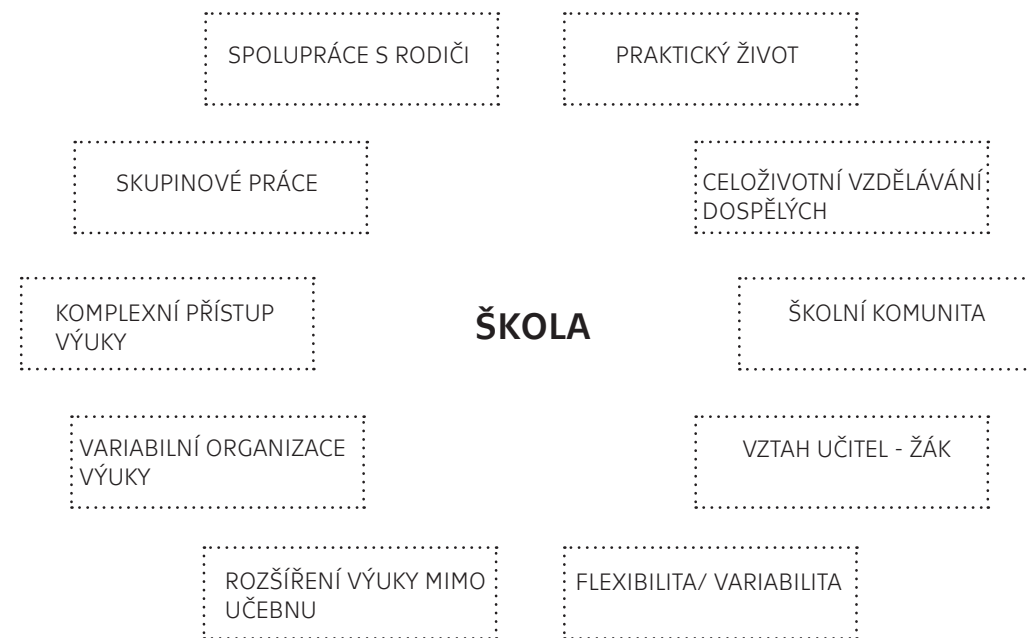 SPOLUPRÁCE S RODIČI
PRAKTICKÝ ŽIVOT
SKUPINOVÉ PRÁCE
CELOŽIVOTNÍ VZDĚLÁVÁNÍ
DOSPĚLÝCH
KOMPLEXNÍ PŘÍSTUP
VÝUKY
ŠKOLA
ŠKOLNÍ KOMUNITA
VARIABILNÍ ORGANIZACE
VÝUKY
VZTAH UČITEL - ŽÁK
ROZŠÍŘENÍ VÝUKY MIMO
UČEBNU
FLEXIBILITA/ VARIABILITA